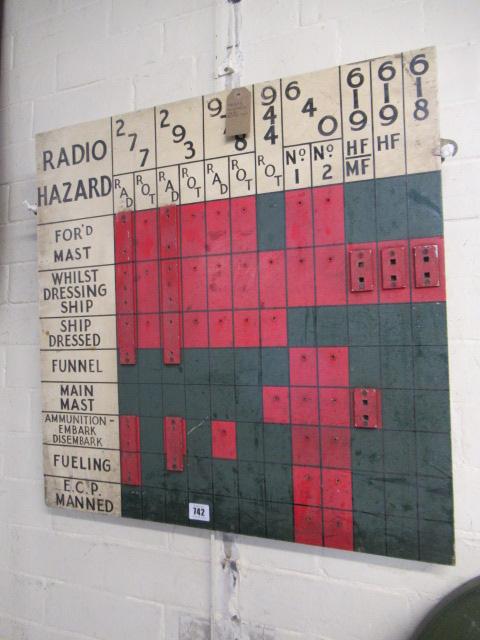 RADIO HAZARD
277
293
9 8
944
640
619 HF/MF
619 HF
618
RAD
ROT
RAD
ROT
RAD
ROT
ROT
No. 1
No. 2
FOR'D
MAST
WHILST
DRESSING
SHIP
SHIP
DRESSED
FUNNEL
MAIN
MAST
AMMUNITION-
EMBARK
DISEMBARK
FUELING
E.C.P.
MANNED
742